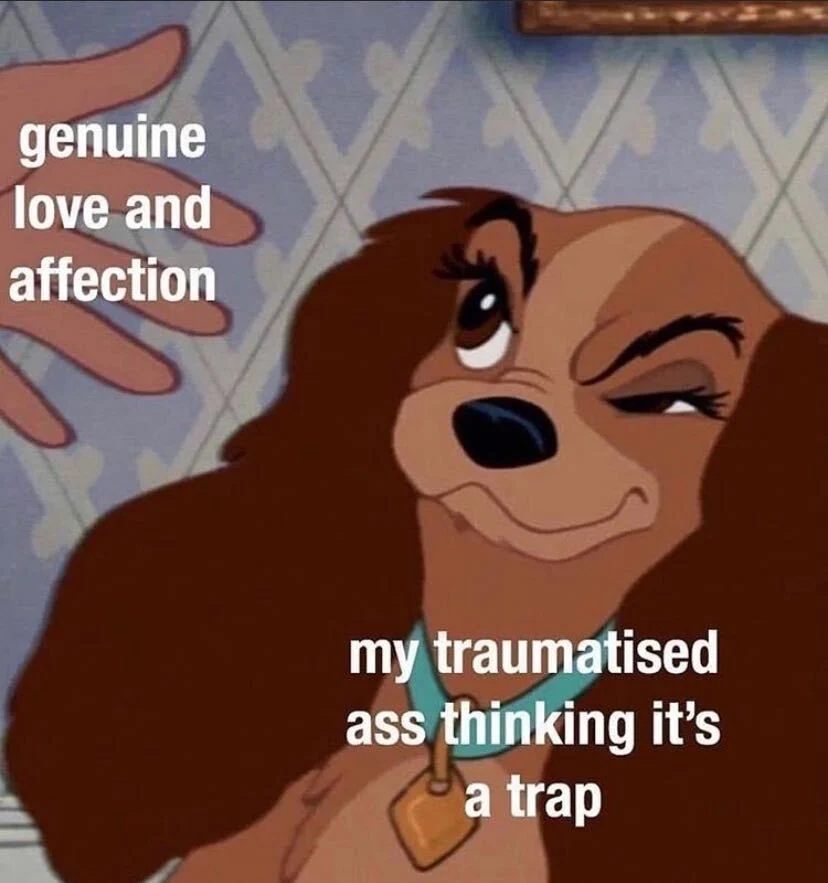 genuine
love and
affection
my traumatised
ass thinking it’s
a trap